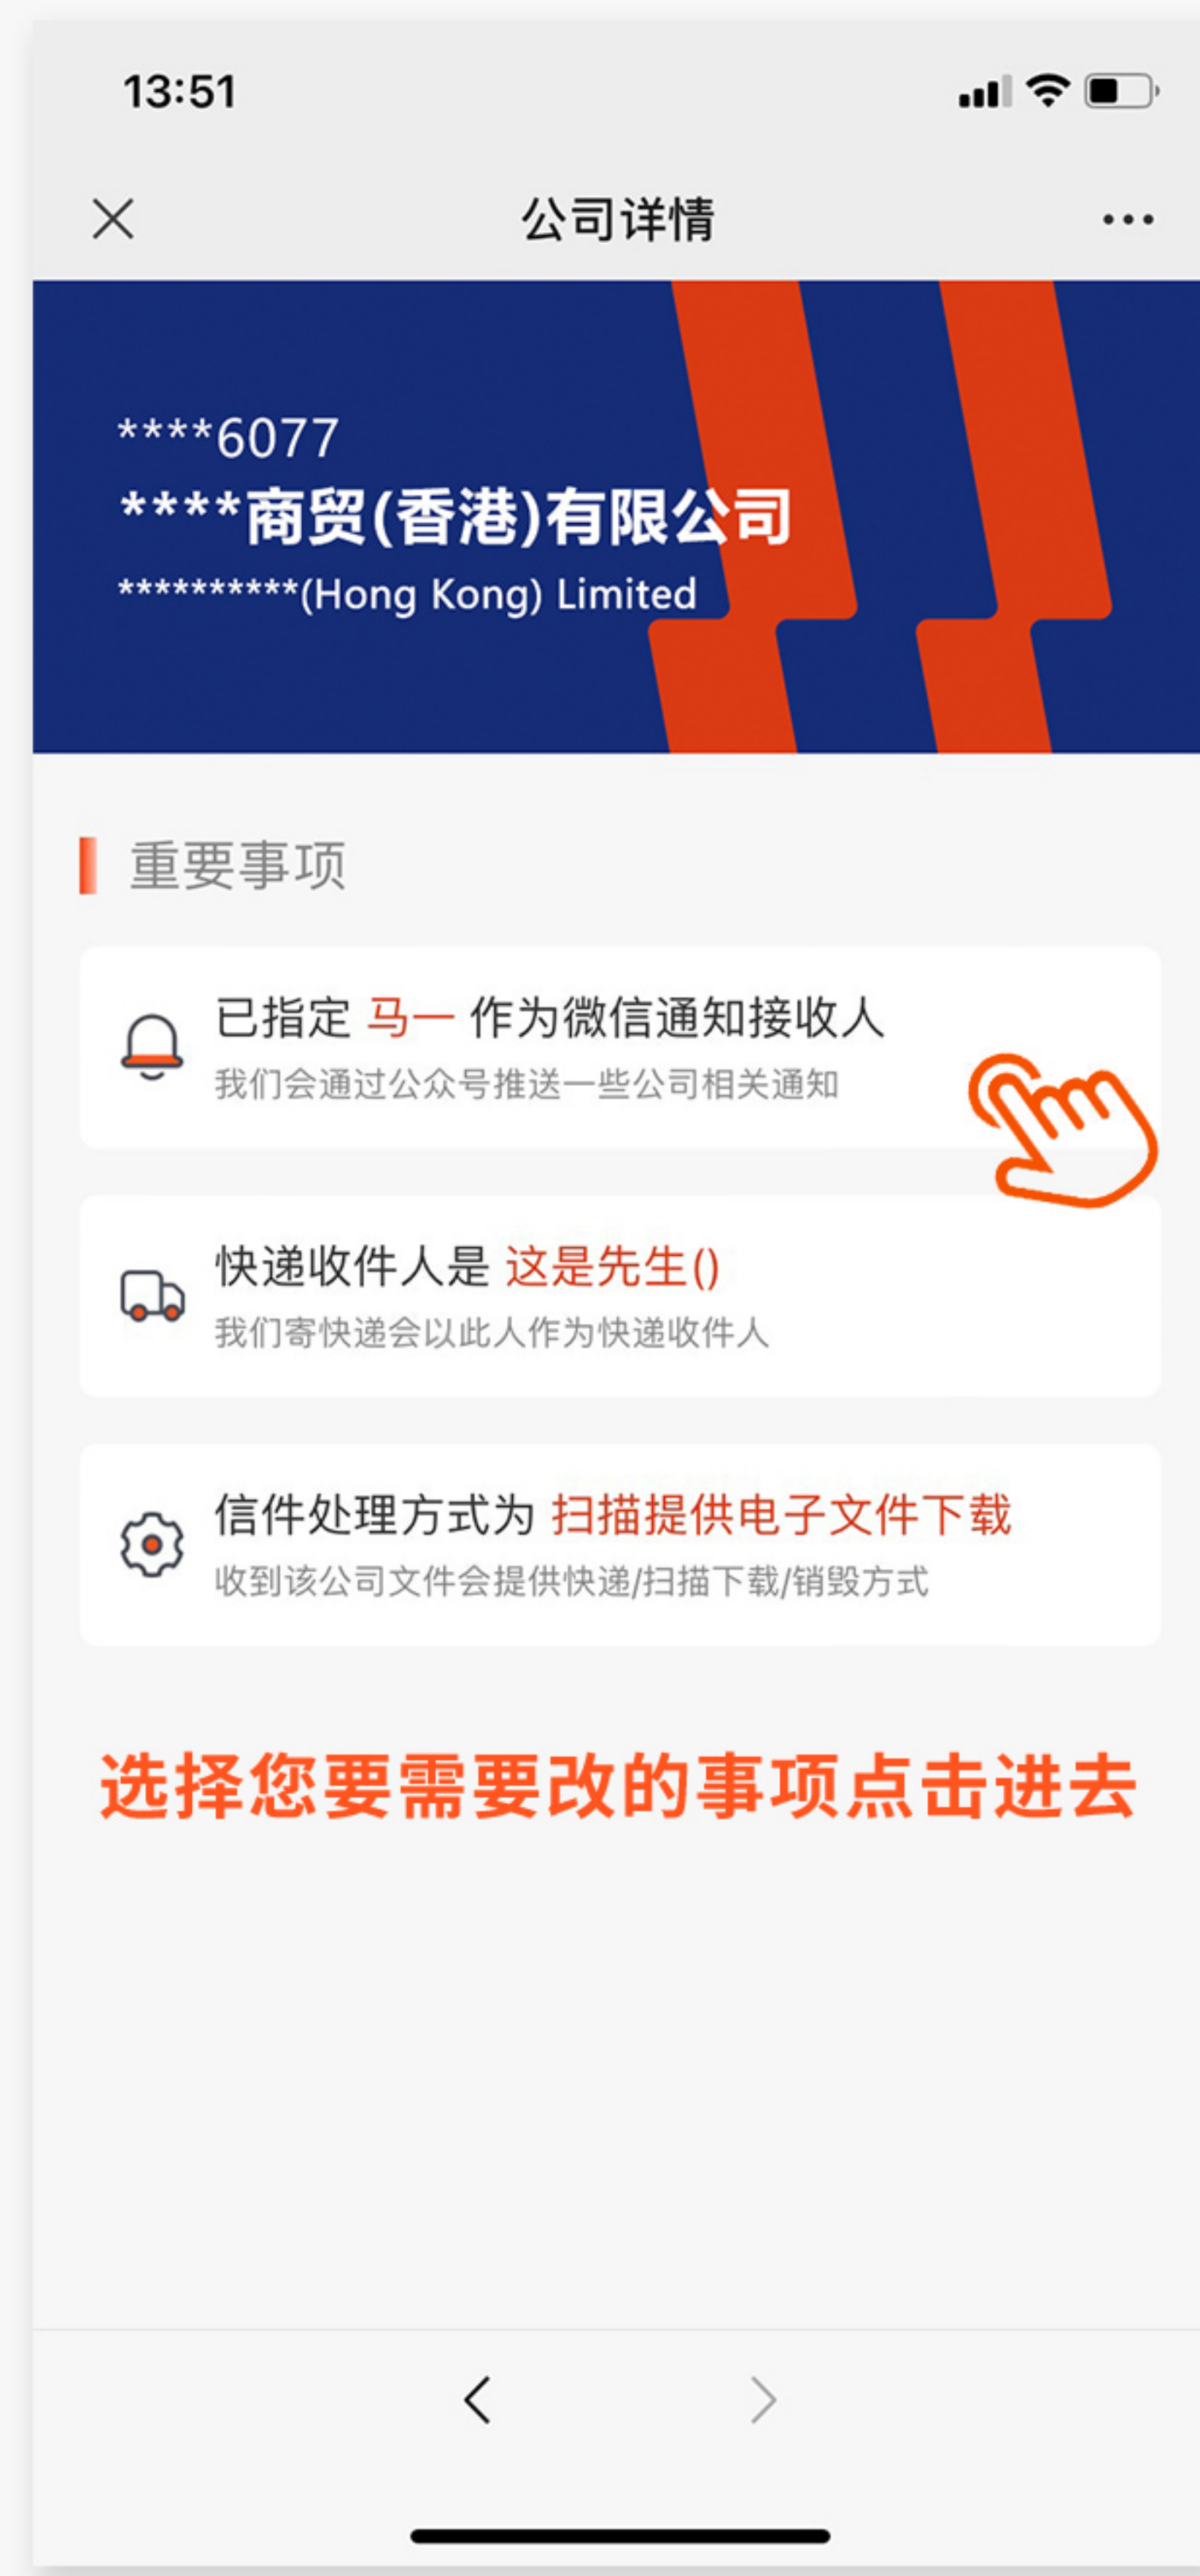 13:51
公司详情
****6077
****商贸(香港)有限公司
**********(Hong Kong) Limited
重要事项
已指定 马一 作为微信通知接收人
我们会通过公众号推送一些公司相关通知
快递收件人是 这是先生()
我们寄快递会以此人作为快递收件人
信件处理方式为 扫描提供电子文件下载
收到该公司文件会提供快递/扫描下载/销毁方式
选择您要需要改的事项点击进去